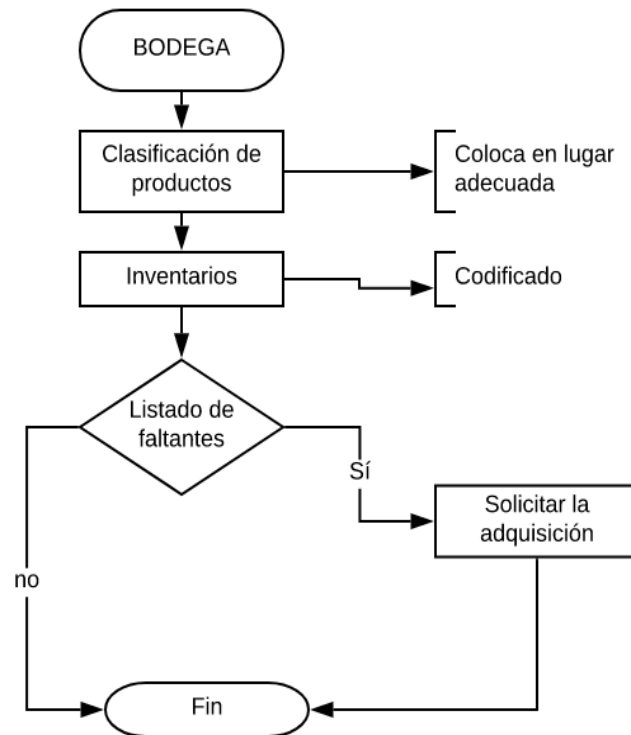 BODEGA
Clasificación de
productos
Coloca en lugar
adecuada
Inventarios
Codificado
Listado de
faltantes
Sí
Solicitar la
adquisición
no
Fin